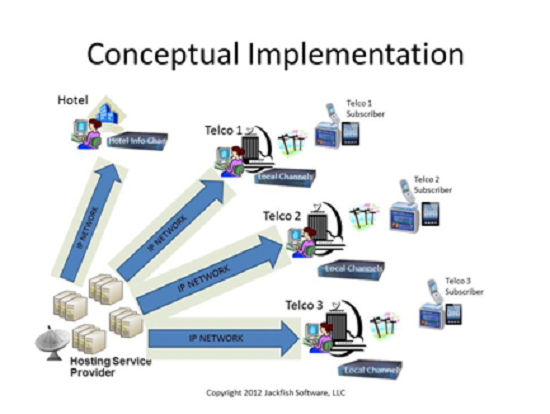 Conceptual Implementation
Hotel
Hotel Info Chan
Telco 1
Local Channels
Telco 1
Subscriber
Telco 2
Local Channels
Telco 2
Subscriber
Telco 3
Local Channel
Telco 3
Subscriber
IP NETWORK
IP NETWORK
IP NETWORK
IP NETWORK
Hosting Service
Provider
Copyright 2012 Jackfish Software, LLC